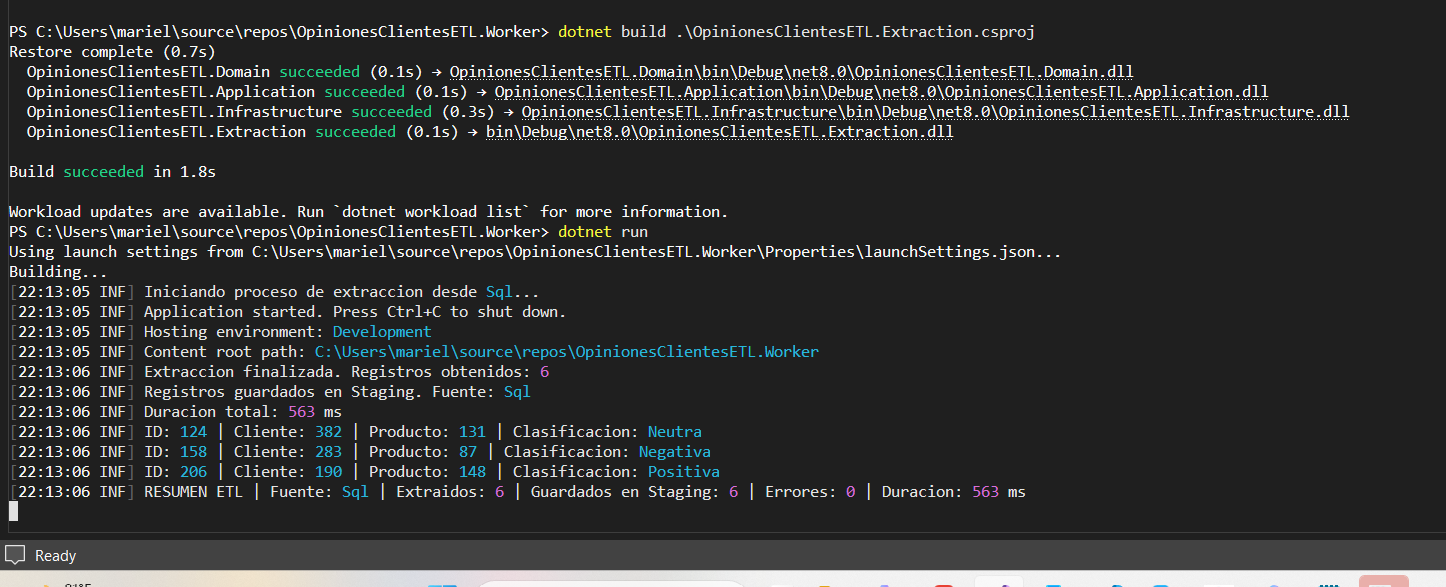 PS C:\Users\mariel\source\repos\OpinionesClientesETL.Worker> dotnet build .\OpinionesClientesETL.Extraction.csproj
Restore complete (0.7s)
  OpinionesClientesETL.Domain succeeded (0.1s) → OpinionesClientesETL.Domain\bin\Debug\net8.0\OpinionesClientesETL.Domain.dll
  OpinionesClientesETL.Application succeeded (0.1s) → OpinionesClientesETL.Application\bin\Debug\net8.0\OpinionesClientesETL.Application.dll
  OpinionesClientesETL.Infrastructure succeeded (0.3s) → OpinionesClientesETL.Infrastructure\bin\Debug\net8.0\OpinionesClientesETL.Infrastructure.dll
  OpinionesClientesETL.Extraction succeeded (0.1s) → bin\Debug\net8.0\OpinionesClientesETL.Extraction.dll
Build succeeded in 1.8s
Workload updates are available. Run `dotnet workload list` for more information.
PS C:\Users\mariel\source\repos\OpinionesClientesETL.Worker> dotnet run
Using launch settings from C:\Users\mariel\source\repos\OpinionesClientesETL.Worker\Properties\launchSettings.json...
Building...
[22:13:05 INF] Iniciando proceso de extraccion desde Sql...
[22:13:05 INF] Application started. Press Ctrl+C to shut down.
[22:13:05 INF] Hosting environment: Development
[22:13:05 INF] Content root path: C:\Users\mariel\source\repos\OpinionesClientesETL.Worker
[22:13:06 INF] Extraccion finalizada. Registros obtenidos: 6
[22:13:06 INF] Registros guardados en Staging. Fuente: Sql
[22:13:06 INF] Duracion total: 563 ms
[22:13:06 INF] ID: 124 | Cliente: 382 | Producto: 131 | Clasificacion: Neutra
[22:13:06 INF] ID: 158 | Cliente: 283 | Producto: 87 | Clasificacion: Negativa
[22:13:06 INF] ID: 206 | Cliente: 190 | Producto: 148 | Clasificacion: Positiva
[22:13:06 INF] RESUMEN ETL | Fuente: Sql | Extraidos: 6 | Guardados en Staging: 6 | Errores: 0 | Duracion: 563 ms
Ready